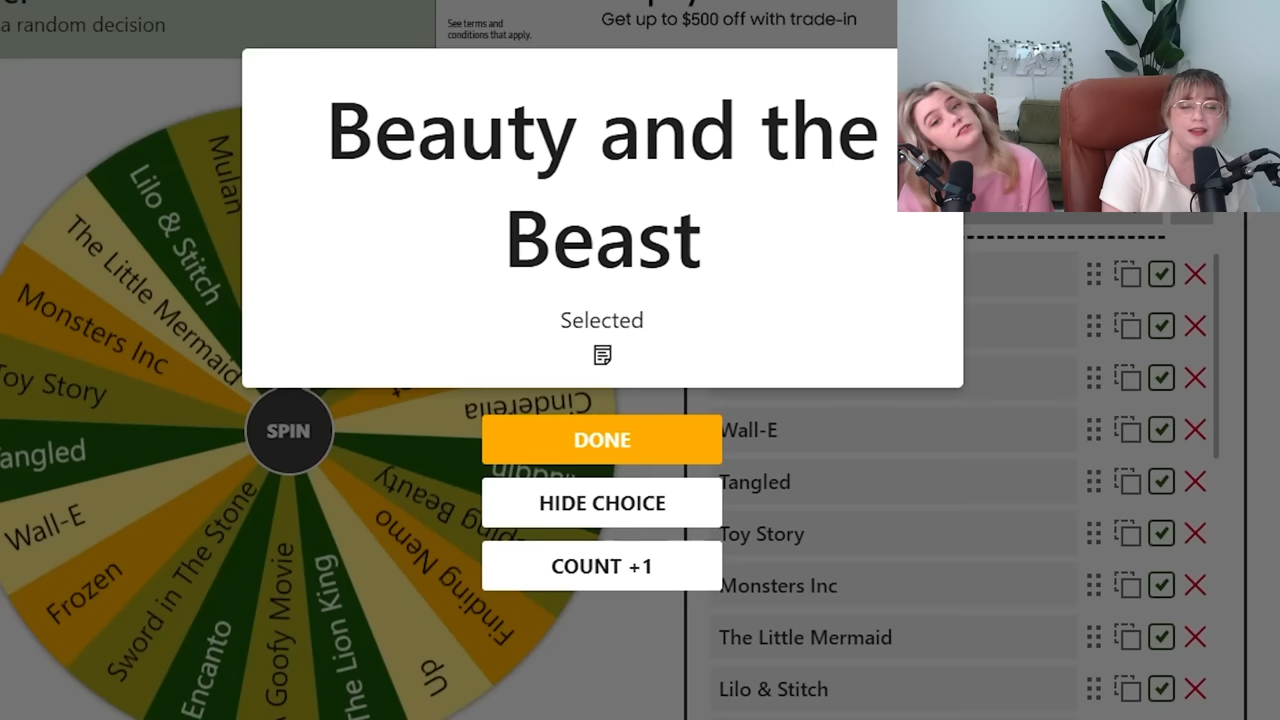 a random decision
See terms and
conditions that apply.
Get up to $500 off with trade-in
Beauty and the
Beast
Selected
DONE
HIDE CHOICE
COUNT +1
SPIN
Mulan
Lilo & Stitch
The Little Mermaid
Monsters Inc
Toy Story
Tangled
Wall-E
Frozen
Sword in The Stone
Encanto
A Goofy Movie
The Lion King
Up
Finding Nemo
Beauty
Cinderella
Wall-E
Tangled
Toy Story
Monsters Inc
The Little Mermaid
Lilo & Stitch